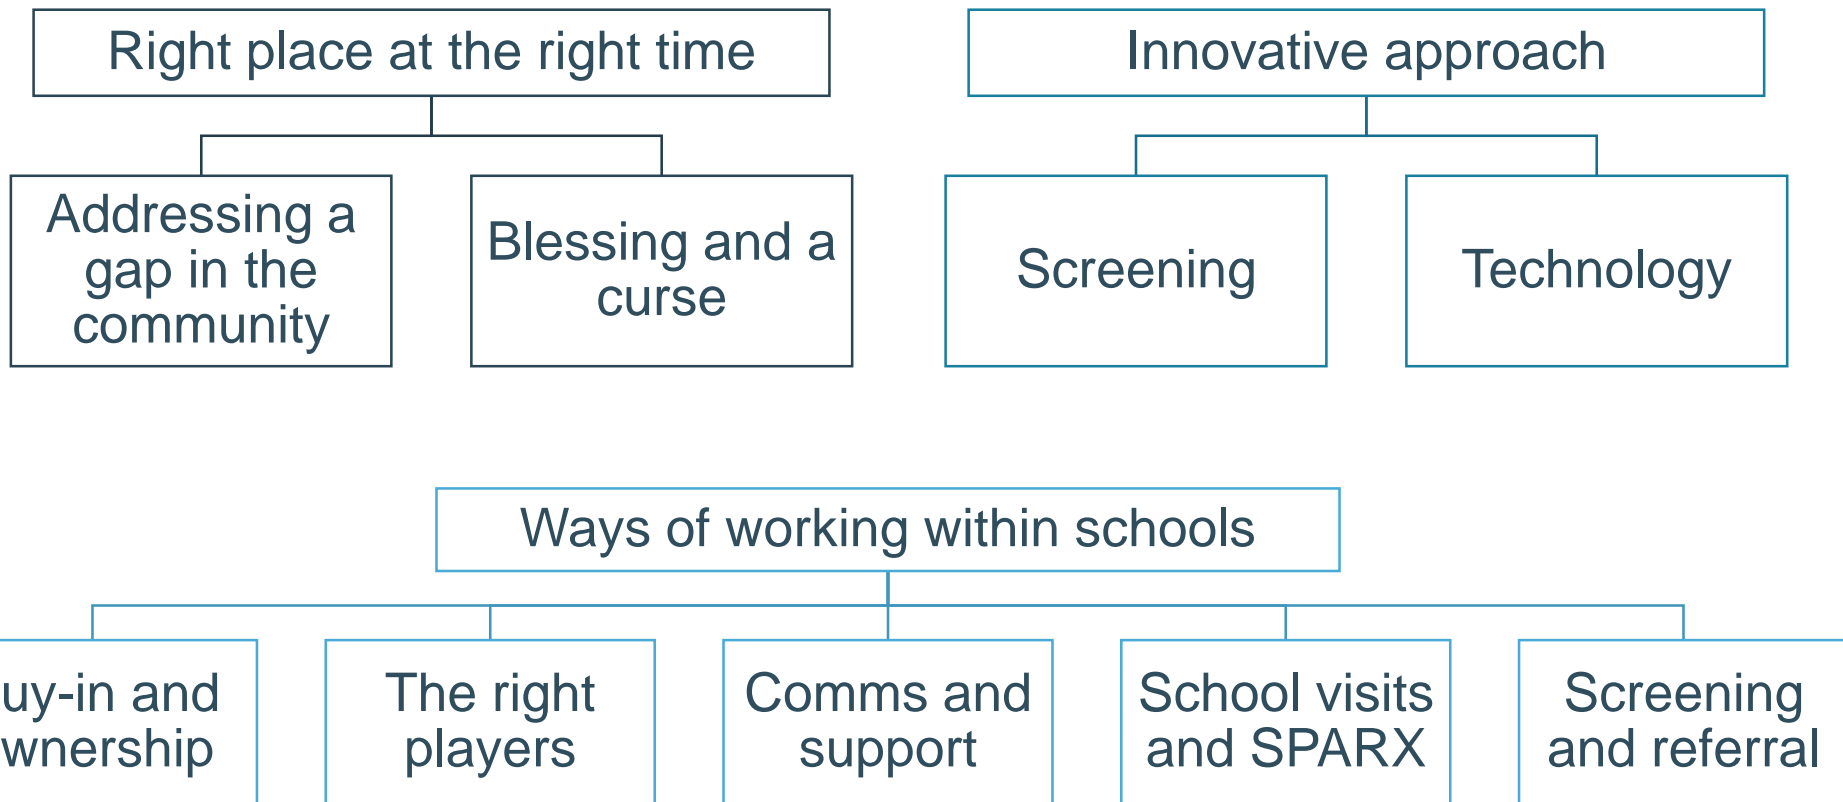 Right place at the right time
Innovative approach
Addressing a
gap in the
community
Blessing and a
curse
Screening
Technology
Ways of working within schools
uy-in and
wnership
The right
players
Comms and
support
School visits
and SPARX
Screening
and referral